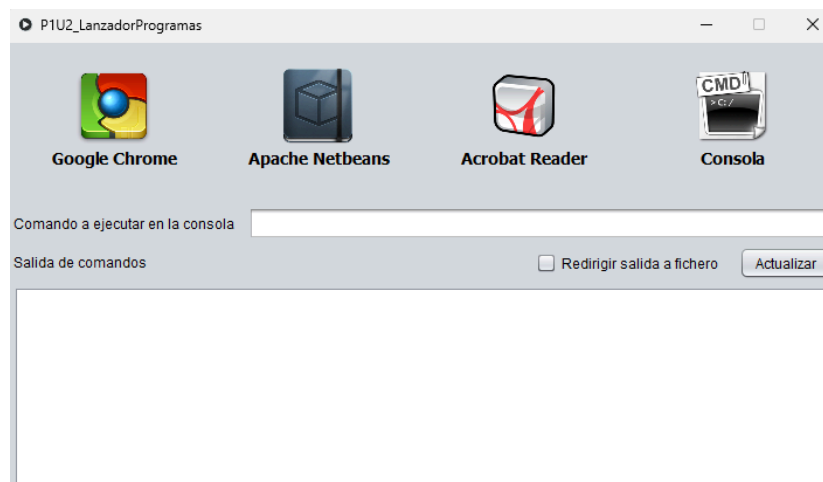 P1U2_LanzadorProgramas
CMD
>C:/
Google Chrome Apache Netbeans Acrobat Reader Consola
Comando a ejecutar en la consola
Salida de comandos Redirigir salida a fichero Actualizar